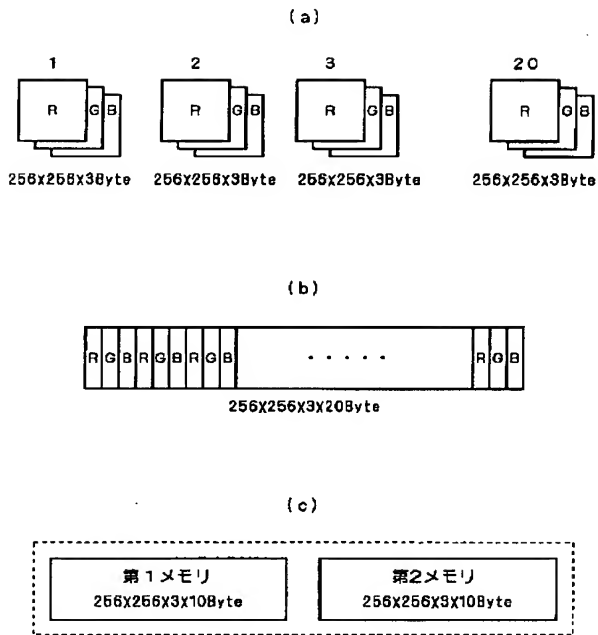 (a)
1 2 3 20
R G B R G B R G B R G B
256X256X3Byte 256X256X3Byte 256X256X3Byte 256X256X3Byte
(b)
R G B R G B R G B ・・・・・ R G B
256X256X3X20Byte
(c)
第1メモリ 第2メモリ
256X256X3X10Byte 256X256X3X10Byte